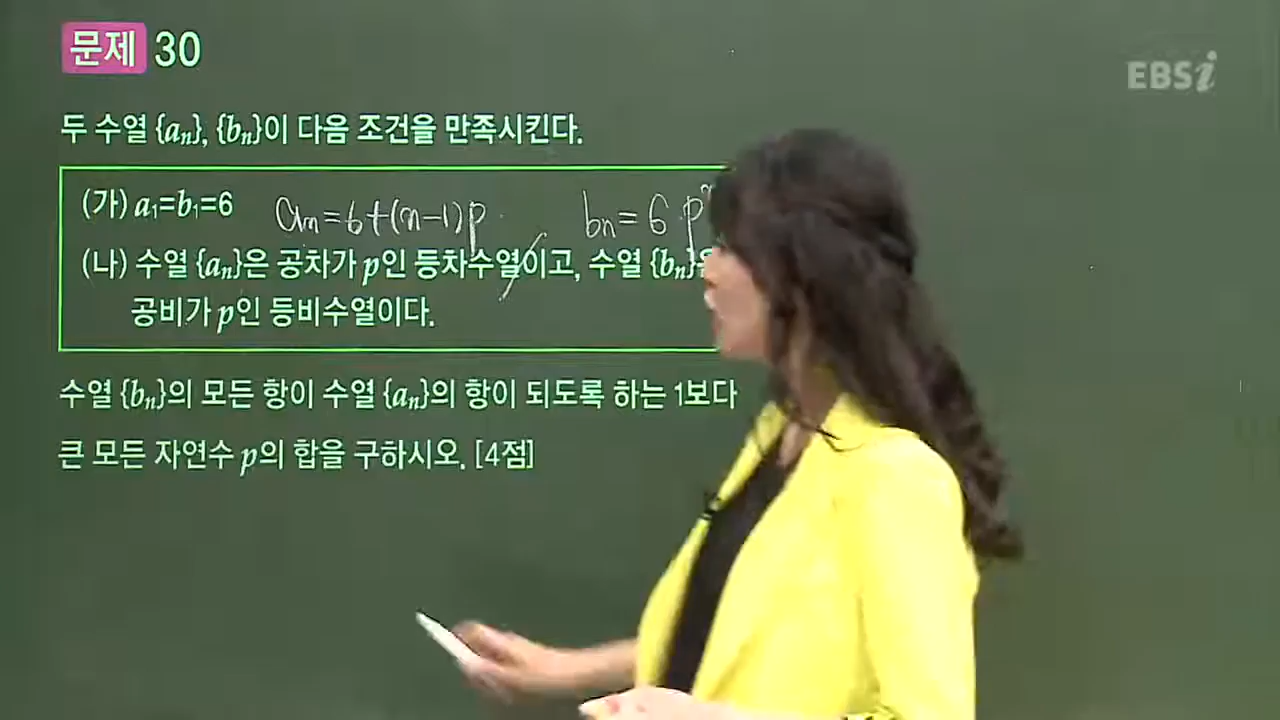 문제 30
EBSi
두 수열 {aₙ}, {bₙ}이 다음 조건을 만족시킨다.
(가) a₁=b₁=6 aₙ=6+(n-1)p bₙ=6·p
(나) 수열 {aₙ}은 공차가 p인 등차수열이고, 수열 {bₙ}은
공비가 p인 등비수열이다.
수열 {bₙ}의 모든 항이 수열 {aₙ}의 항이 되도록 하는 1보다
큰 모든 자연수 p의 합을 구하시오. [4점]